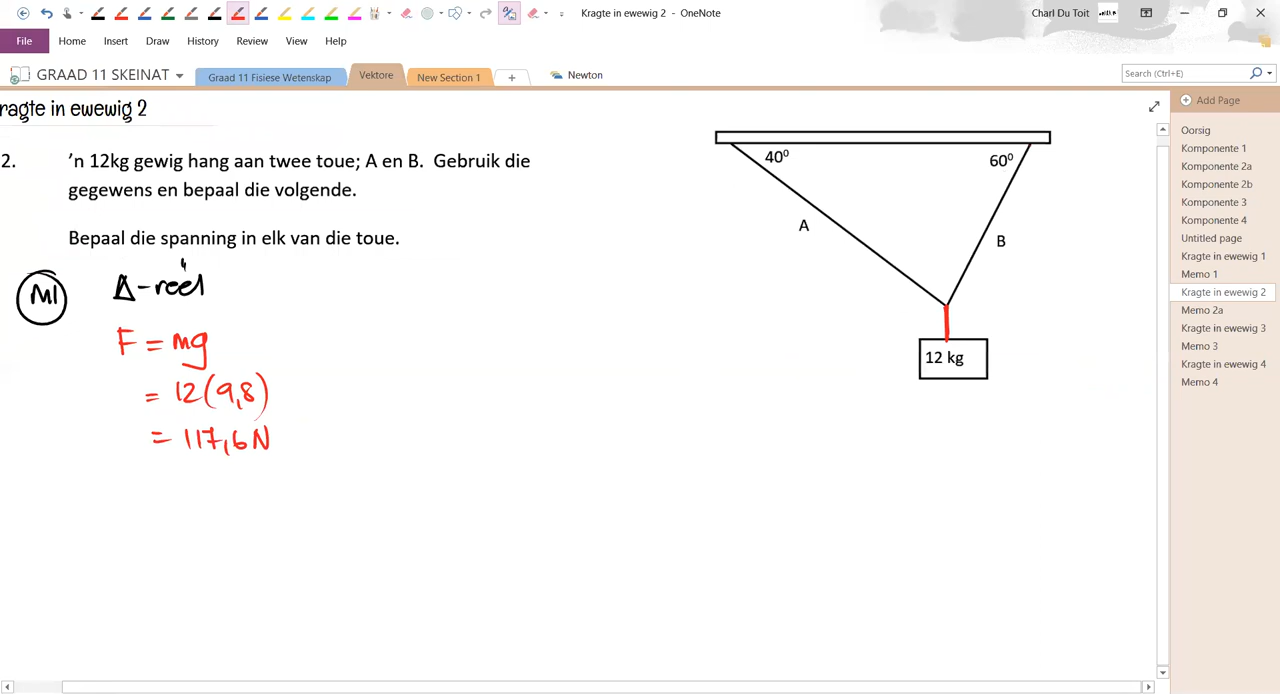 Kragte in ewewig 2 - OneNote
Charl Du Toit
File Home Insert Draw History Review View Help
GRAAD 11 SKEINAT
Graad 11 Fisiese Wetenskap
Vektore
New Section 1
+
Newton
Search (Ctrl+E)
ragte in ewewig 2
2. 'n 12kg gewig hang aan twee toue; A en B. Gebruik die
gegewens en bepaal die volgende.
Bepaal die spanning in elk van die toue.
M1
Δ-reël
F = mg
= 12(9,8)
= 117,6N
40⁰
60⁰
A
B
12 kg
Add Page
Oorsig
Komponente 1
Komponente 2a
Komponente 2b
Komponente 3
Komponente 4
Untitled page
Kragte in ewewig 1
Memo 1
Kragte in ewewig 2
Memo 2a
Kragte in ewewig 3
Memo 3
Kragte in ewewig 4
Memo 4